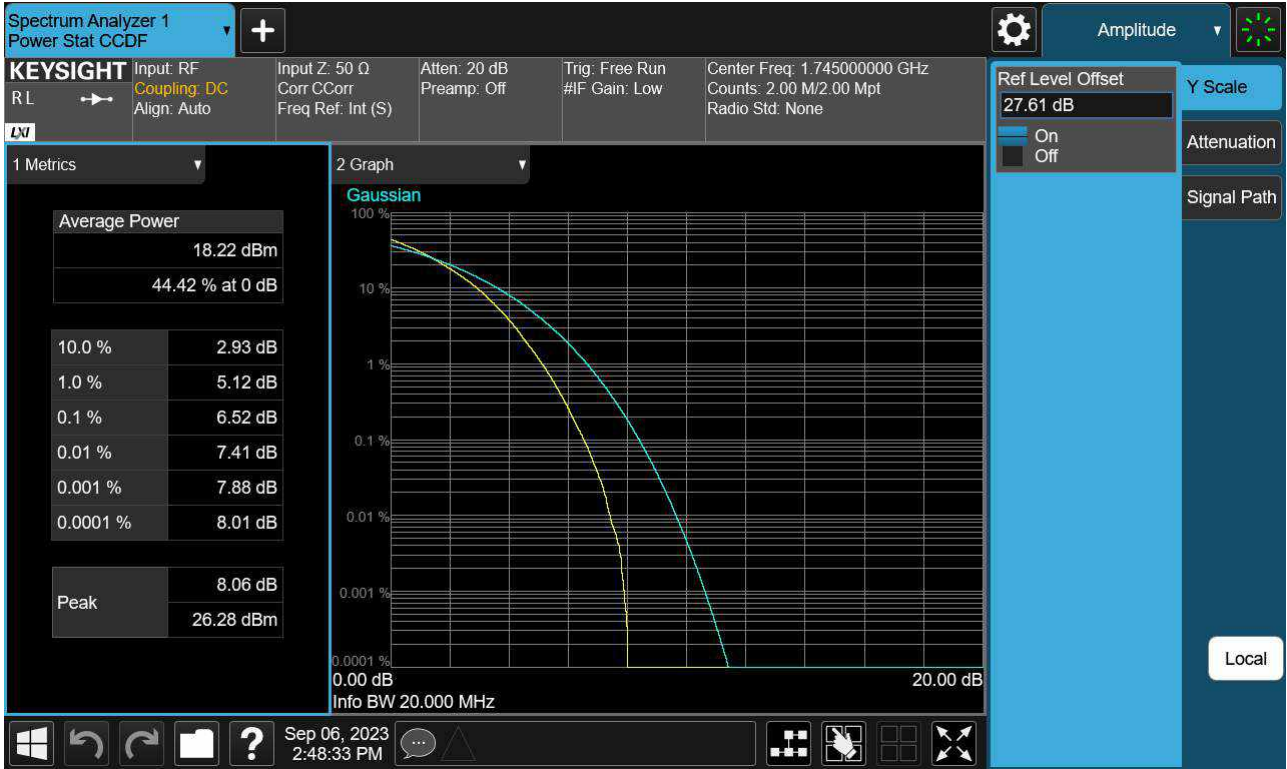 Spectrum Analyzer 1
Power Stat CCDF
+
Amplitude
KEYSIGHT
RL
LXI
Input: RF
Coupling: DC
Align: Auto
Input Z: 50 Ω
Corr CCorr
Freq Ref: Int (S)
Atten: 20 dB
Preamp: Off
Trig: Free Run
#IF Gain: Low
Center Freq: 1.745000000 GHz
Counts: 2.00 M/2.00 Mpt
Radio Std: None
Ref Level Offset
27.61 dB
On
Off
Y Scale
Attenuation
Signal Path
Local
1 Metrics
Average Power
18.22 dBm
44.42 % at 0 dB
10.0 % 2.93 dB
1.0 % 5.12 dB
0.1 % 6.52 dB
0.01 % 7.41 dB
0.001 % 7.88 dB
0.0001 % 8.01 dB
Peak
8.06 dB
26.28 dBm
2 Graph
Gaussian
100 %
10 %
1 %
0.1 %
0.01 %
0.001 %
0.0001 %
0.00 dB 20.00 dB
Info BW 20.000 MHz
?
Sep 06, 2023
2:48:33 PM